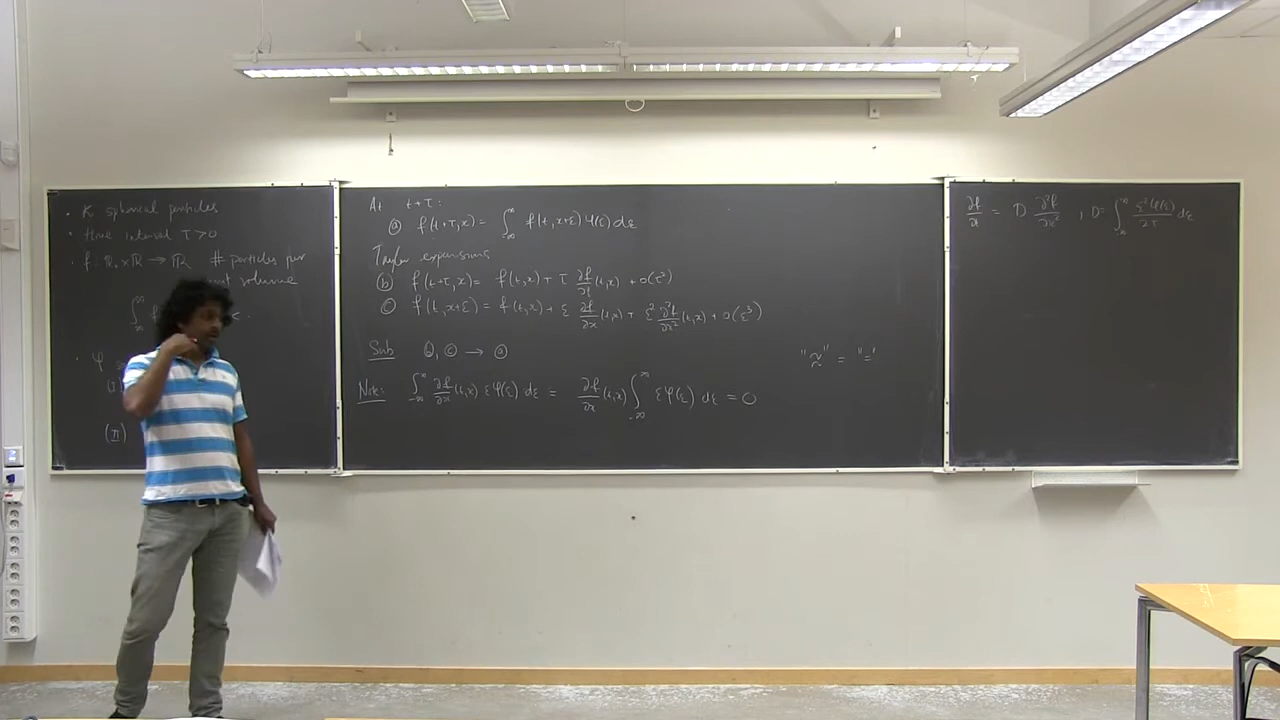 • K spherical particles
• time interval τ > 0
• f: ℝ₊ × ℝ → ℝ # particles per
unit volume
∫_{-∞}^{∞} f
• φ
(I)
(II)
At t+τ:
ⓐ f(t+τ,x) = ∫_{-∞}^{∞} f(t,x+ε) φ(ε) dε
Taylor expansions
ⓑ f(t+τ,x) = f(t,x) + τ ∂f/∂t (t,x) + o(τ²)
ⓒ f(t,x+ε) = f(t,x) + ε ∂f/∂x (t,x) + ε² ∂²f/∂x² (t,x) + o(ε³)
Sub ⓑ, ⓒ → ⓐ
"≈" = "="
Note: ∫_{-∞}^{∞} ∂f/∂x (t,x) ε φ(ε) dε = ∂f/∂x (t,x) ∫_{-∞}^{∞} ε φ(ε) dε = 0
∂f/∂t = D ∂²f/∂x² , D = ∫_{-∞}^{∞} ε² φ(ε)/2τ dε